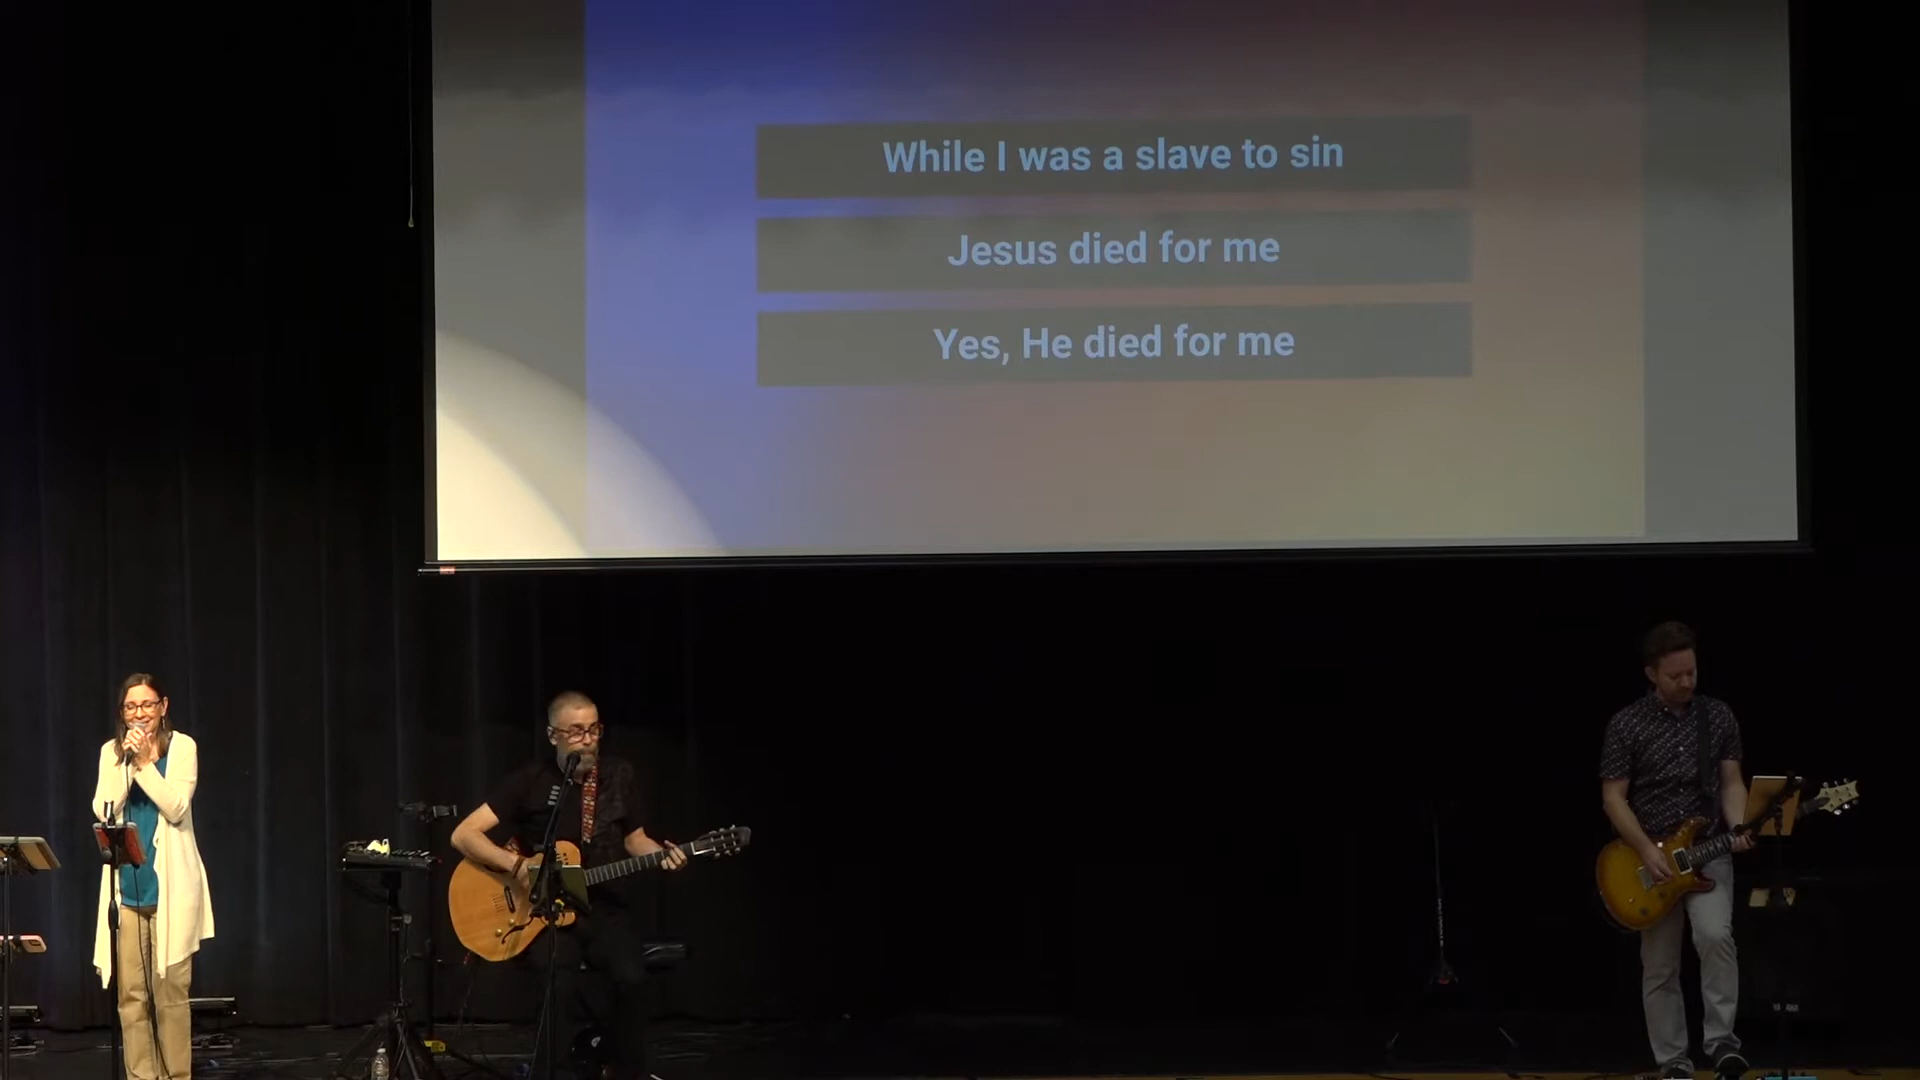 While I was a slave to sin
Jesus died for me
Yes, He died for me